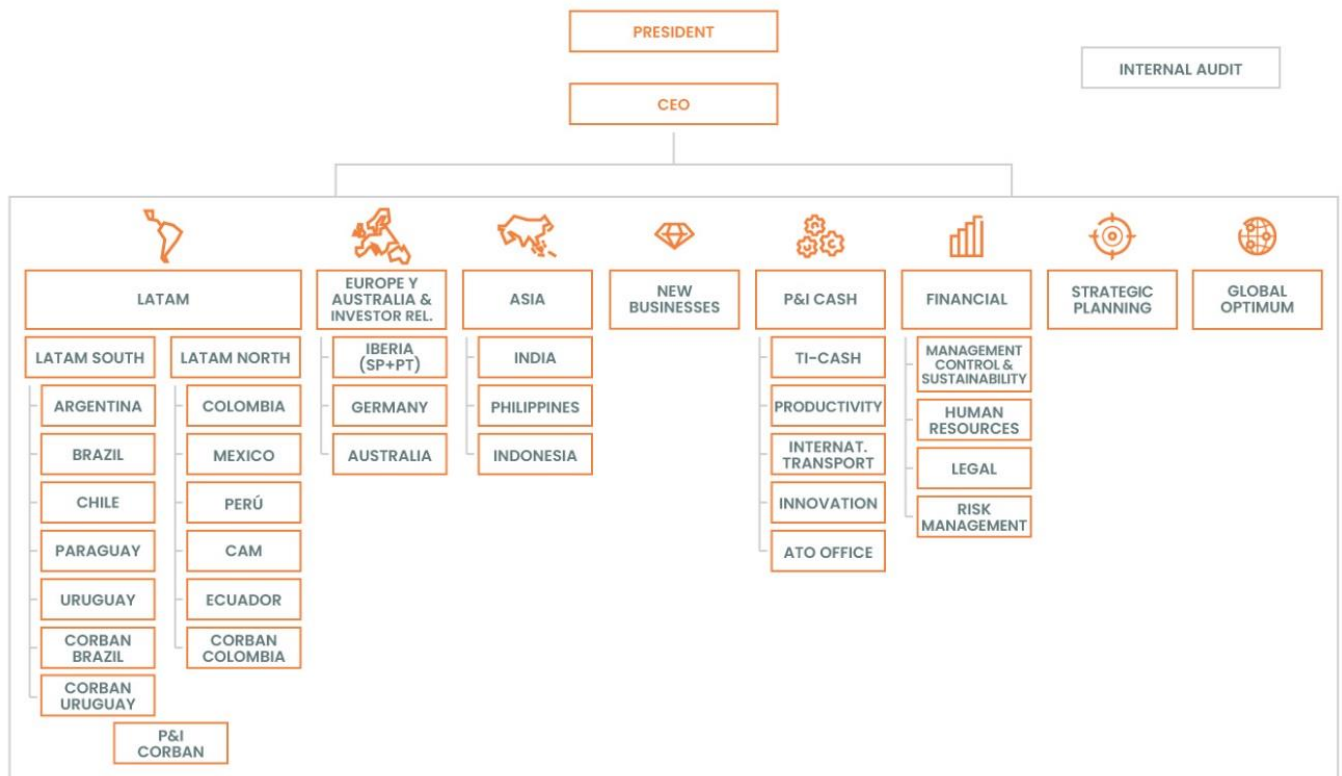 PRESIDENT
INTERNAL AUDIT
CEO
LATAM
EUROPE Y
AUSTRALIA &
INVESTOR REL.
ASIA
NEW
BUSINESSES
P&I CASH
FINANCIAL
STRATEGIC
PLANNING
GLOBAL
OPTIMUM
LATAM SOUTH
ARGENTINA
BRAZIL
CHILE
PARAGUAY
URUGUAY
CORBAN
BRAZIL
CORBAN
URUGUAY
LATAM NORTH
COLOMBIA
MEXICO
PERÚ
CAM
ECUADOR
CORBAN
COLOMBIA
P&I
CORBAN
IBERIA
(SP+PT)
GERMANY
AUSTRALIA
INDIA
PHILIPPINES
INDONESIA
TI-CASH
PRODUCTIVITY
INTERNAT.
TRANSPORT
INNOVATION
ATO OFFICE
MANAGEMENT
CONTROL &
SUSTAINABILITY
HUMAN
RESOURCES
LEGAL
RISK
MANAGEMENT